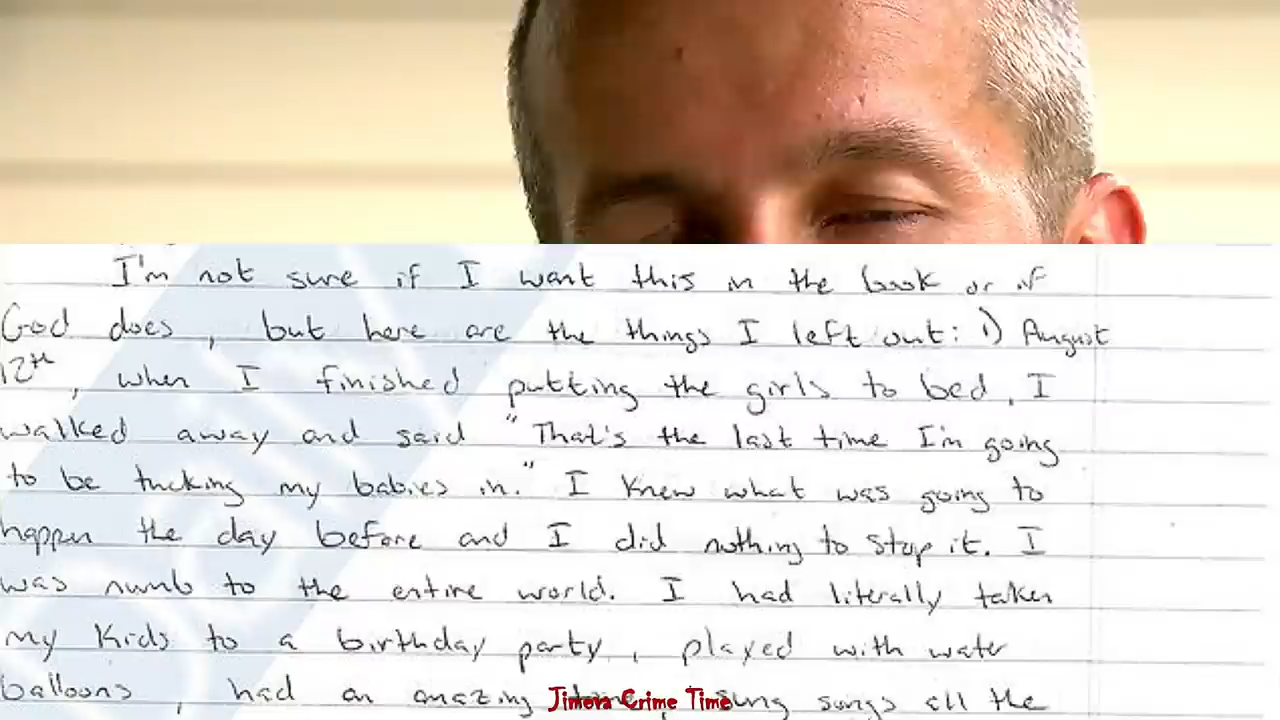 I'm not sure if I want this in the book or if
God does, but here are the things I left out: 1) August
12th, when I finished putting the girls to bed, I
walked away and said "That's the last time I'm going
to be tucking my babies in." I knew what was going to
happen the day before and I did nothing to stop it. I
was numb to the entire world. I had literally taken
my kids to a birthday party, played with water
balloons, had an amazing time, sung songs all the
Jimova Crime Time